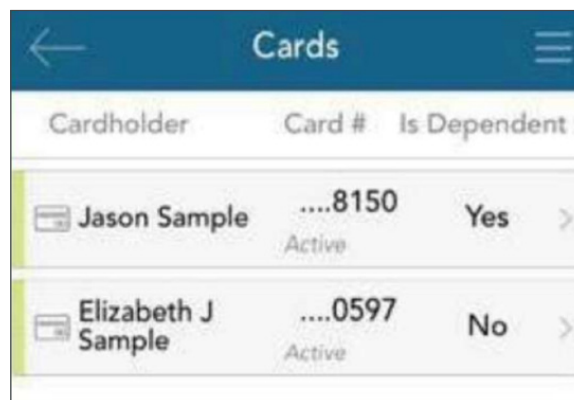 Cards
Cardholder Card # Is Dependent
Jason Sample ....8150 Yes
Active
Elizabeth J
Sample ....0597 No
Active